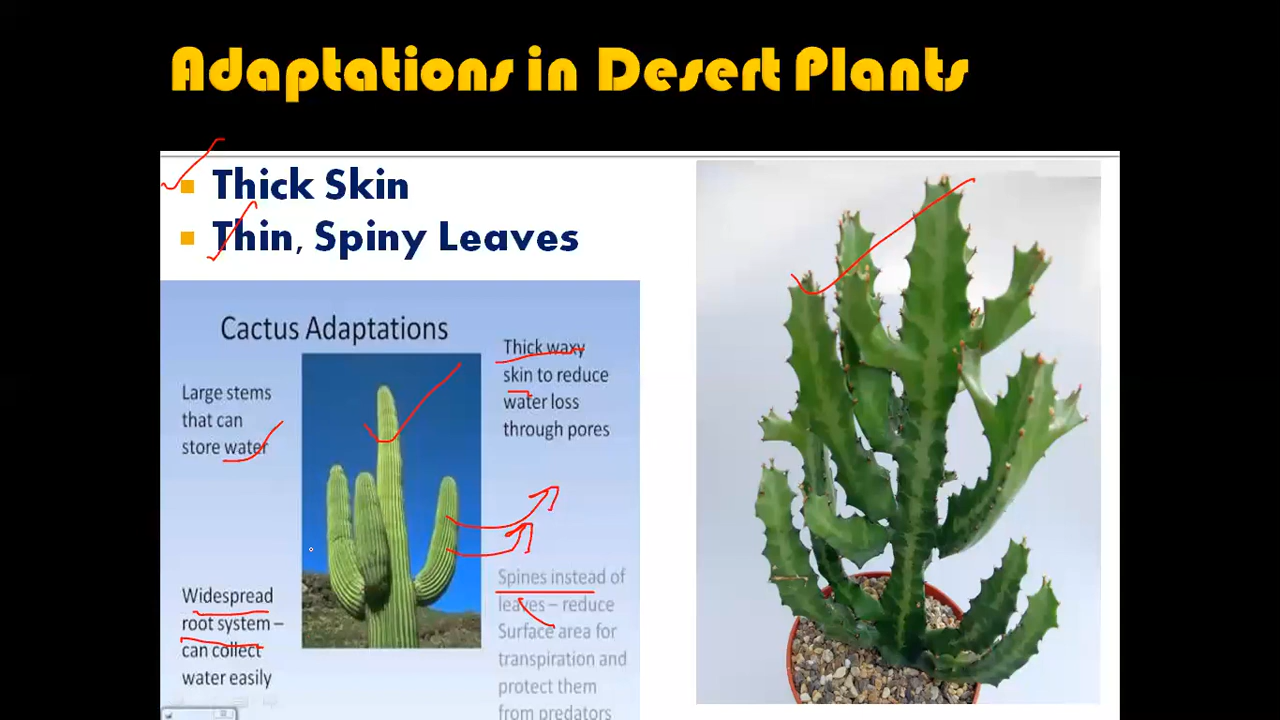 Adaptations in Desert Plants
Thick Skin
Thin, Spiny Leaves
Cactus Adaptations
Large stems
that can
store water
Thick waxy
skin to reduce
water loss
through pores
Widespread
root system –
can collect
water easily
Spines instead of
leaves – reduce
Surface area for
transpiration and
protect them
from predators